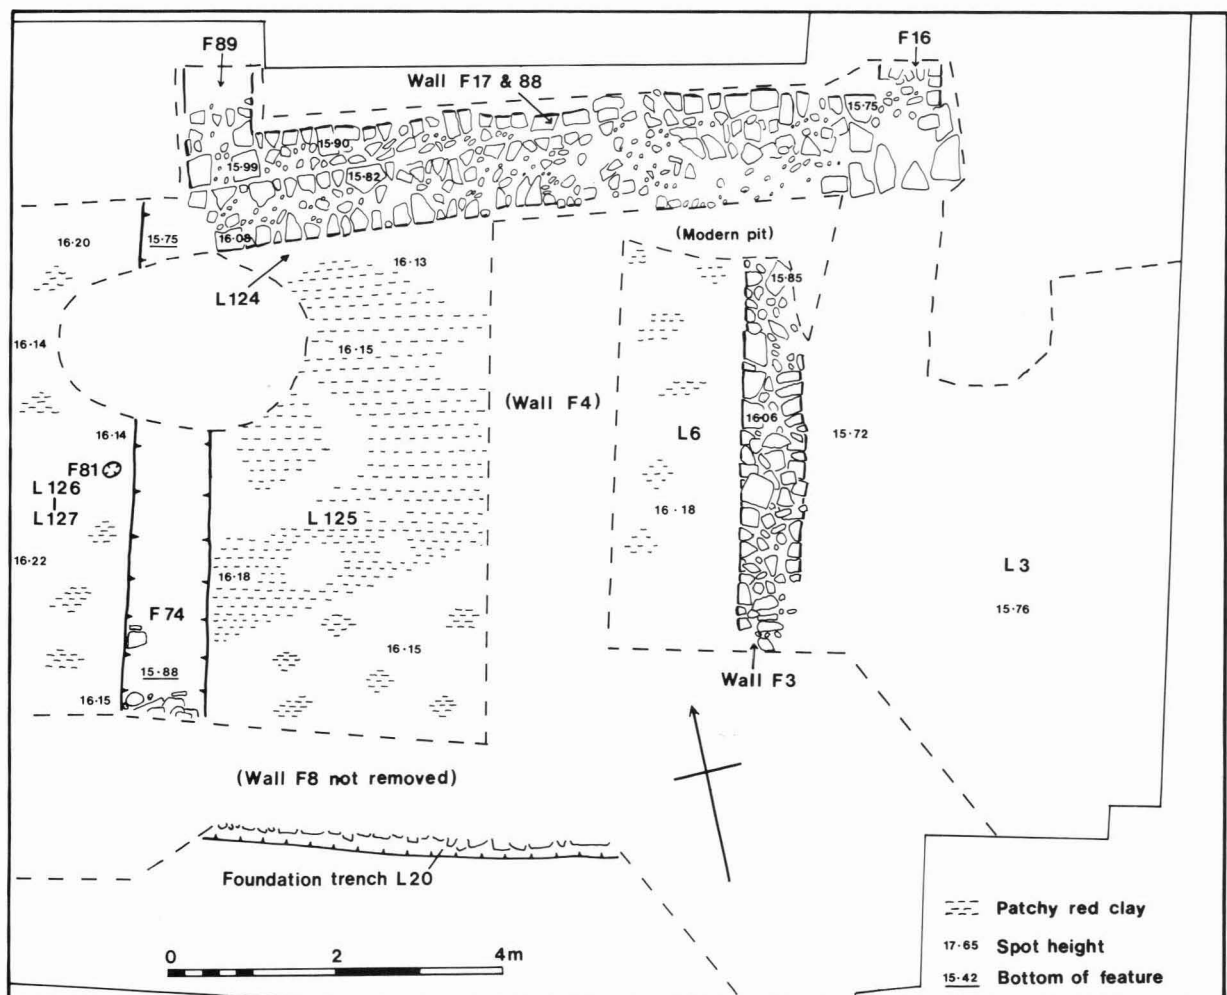 F89
F16
Wall F17 & 88
15·75
15·90
15·99
15·82
16·20
15·75
16·08
(Modern pit)
16·13
15·85
L124
16·14
16·15
(Wall F4)
16·06
16·14
L6
15·72
F81
L126
L127
L125
16·18
16·22
16·18
L3
F74
15·76
16·15
15·88
Wall F3
16·15
(Wall F8 not removed)
Foundation trench L20
Patchy red clay
0 2 4m
17·65 Spot height
15·42 Bottom of feature